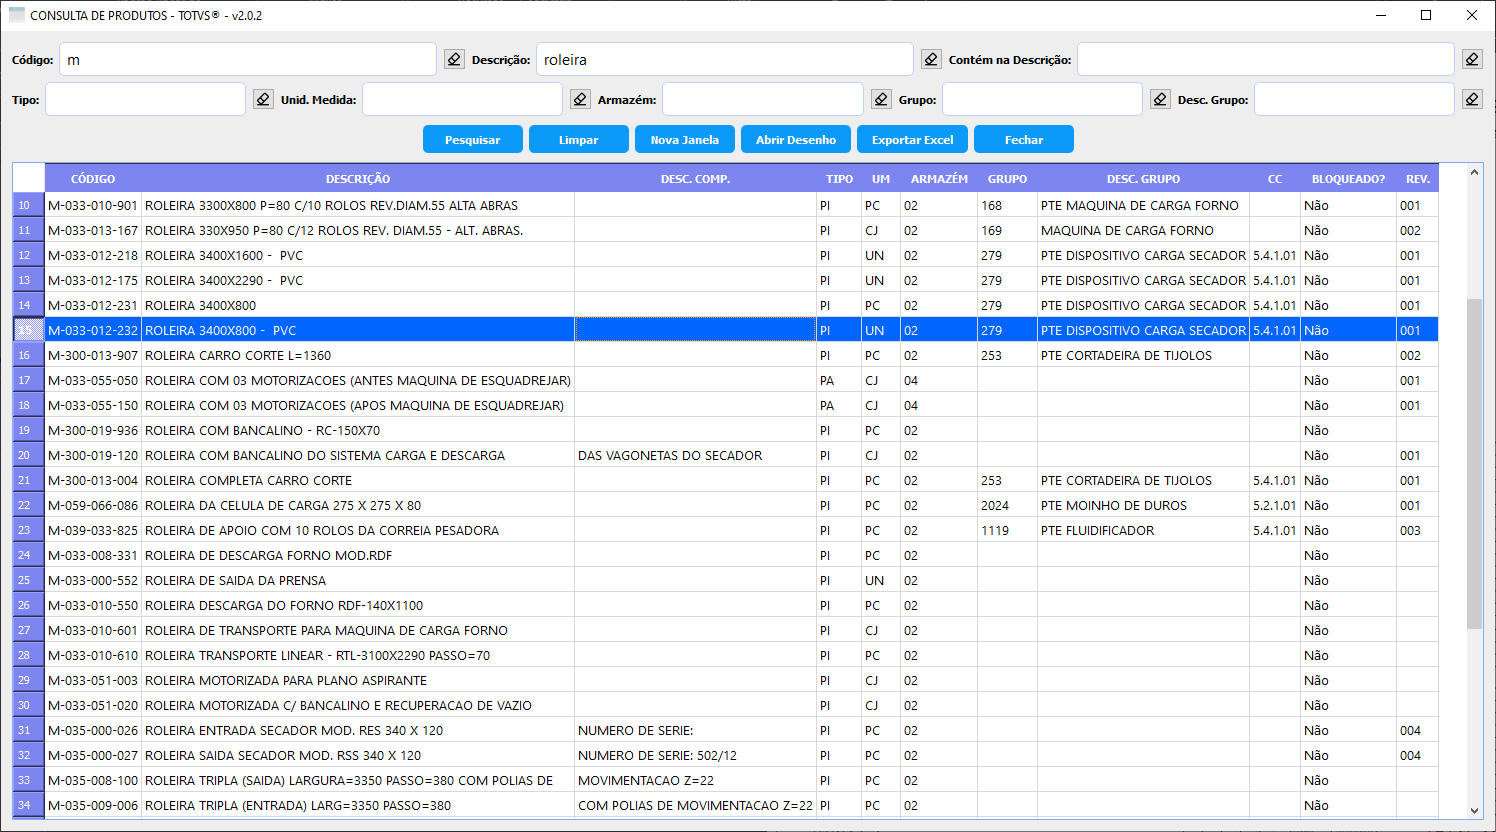 CONSULTA DE PRODUTOS - TOTVS® - v2.0.2
Código: m Descrição: roleira Contém na Descrição:
Tipo: Unid. Medida: Armazém: Grupo: Desc. Grupo:
Pesquisar Limpar Nova Janela Abrir Desenho Exportar Excel Fechar
CÓDIGO DESCRIÇÃO DESC. COMP. TIPO UM ARMAZÉM GRUPO DESC. GRUPO CC BLOQUEADO? REV.
10 M-033-010-901 ROLEIRA 3300X800 P=80 C/10 ROLOS REV.DIAM.55 ALTA ABRAS PI PC 02 168 PTE MAQUINA DE CARGA FORNO Não 001
11 M-033-013-167 ROLEIRA 330X950 P=80 C/12 ROLOS REV. DIAM.55 - ALT. ABRAS. PI CJ 02 169 MAQUINA DE CARGA FORNO Não 002
12 M-033-012-218 ROLEIRA 3400X1600 - PVC PI UN 02 279 PTE DISPOSITIVO CARGA SECADOR 5.4.1.01 Não 001
13 M-033-012-175 ROLEIRA 3400X2290 - PVC PI UN 02 279 PTE DISPOSITIVO CARGA SECADOR 5.4.1.01 Não 001
14 M-033-012-231 ROLEIRA 3400X800 PI PC 02 279 PTE DISPOSITIVO CARGA SECADOR 5.4.1.01 Não 001
15 M-033-012-232 ROLEIRA 3400X800 - PVC PI UN 02 279 PTE DISPOSITIVO CARGA SECADOR 5.4.1.01 Não 001
16 M-300-013-907 ROLEIRA CARRO CORTE L=1360 PI PC 02 253 PTE CORTADEIRA DE TIJOLOS Não 002
17 M-033-055-050 ROLEIRA COM 03 MOTORIZACOES (ANTES MAQUINA DE ESQUADREJAR) PA CJ 04 Não 001
18 M-033-055-150 ROLEIRA COM 03 MOTORIZACOES (APOS MAQUINA DE ESQUADREJAR) PA CJ 04 Não 001
19 M-300-019-936 ROLEIRA COM BANCALINO - RC-150X70 PI PC 02 Não
20 M-300-019-120 ROLEIRA COM BANCALINO DO SISTEMA CARGA E DESCARGA DAS VAGONETAS DO SECADOR PI CJ 02 Não 001
21 M-300-013-004 ROLEIRA COMPLETA CARRO CORTE PI PC 02 253 PTE CORTADEIRA DE TIJOLOS 5.4.1.01 Não 001
22 M-059-066-086 ROLEIRA DA CELULA DE CARGA 275 X 275 X 80 PI PC 02 2024 PTE MOINHO DE DUROS 5.2.1.01 Não 001
23 M-039-033-825 ROLEIRA DE APOIO COM 10 ROLOS DA CORREIA PESADORA PI PC 02 1119 PTE FLUIDIFICADOR 5.4.1.01 Não 003
24 M-033-008-331 ROLEIRA DE DESCARGA FORNO MOD.RDF PI PC 02 Não
25 M-033-000-552 ROLEIRA DE SAIDA DA PRENSA PI UN 02 Não
26 M-033-010-550 ROLEIRA DESCARGA DO FORNO RDF-140X1100 PI PC 02 Não
27 M-033-010-601 ROLEIRA DE TRANSPORTE PARA MAQUINA DE CARGA FORNO PI CJ 02 Não
28 M-033-010-610 ROLEIRA TRANSPORTE LINEAR - RTL-3100X2290 PASSO=70 PI PC 02 Não
29 M-033-051-003 ROLEIRA MOTORIZADA PARA PLANO ASPIRANTE PI CJ 02 Não
30 M-033-051-020 ROLEIRA MOTORIZADA C/ BANCALINO E RECUPERACAO DE VAZIO PI CJ 02 Não
31 M-035-000-026 ROLEIRA ENTRADA SECADOR MOD. RES 340 X 120 NUMERO DE SERIE: PI PC 02 Não 004
32 M-035-000-027 ROLEIRA SAIDA SECADOR MOD. RSS 340 X 120 NUMERO DE SERIE: 502/12 PI PC 02 Não 004
33 M-035-008-100 ROLEIRA TRIPLA (SAIDA) LARGURA=3350 PASSO=380 COM POLIAS DE MOVIMENTACAO Z=22 PI PC 02 Não
34 M-035-009-006 ROLEIRA TRIPLA (ENTRADA) LARG=3350 PASSO=380 COM POLIAS DE MOVIMENTACAO Z=22 PI PC 02 Não